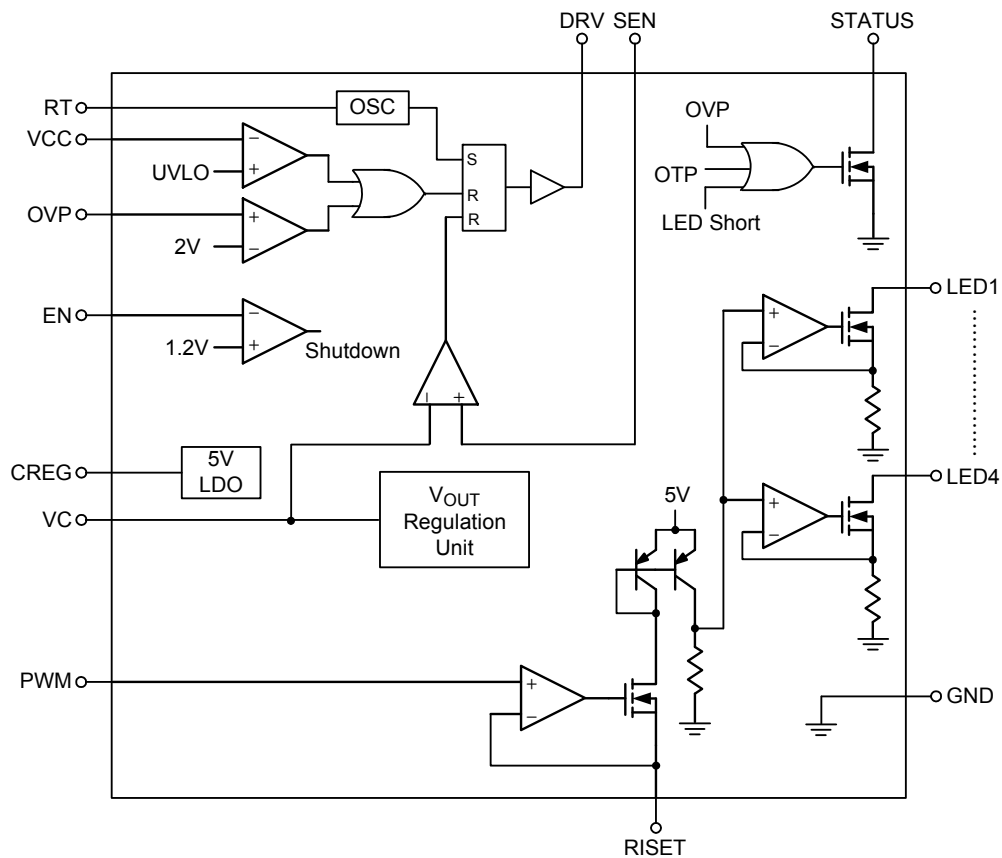 DRV SEN
STATUS
RT
OSC
VCC
−
+
UVLO
S
R
R
OVP
OTP
LED Short
OVP
+
−
2V
LED1
+
−
EN
−
+
1.2V
Shutdown
−
+
CREG
5V
LDO
LED4
+
−
VC
VOUT
Regulation
Unit
5V
PWM
+
−
GND
RISET